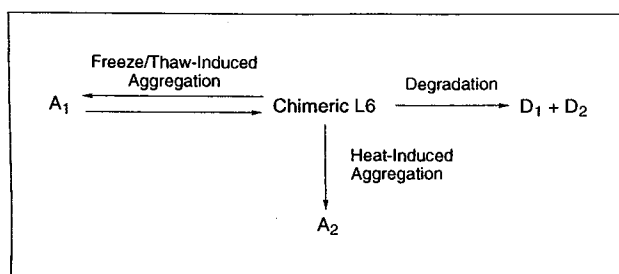 Freeze/Thaw-Induced
Aggregation
Degradation
A₁
Chimeric L6
D₁ + D₂
Heat-Induced
Aggregation
A₂